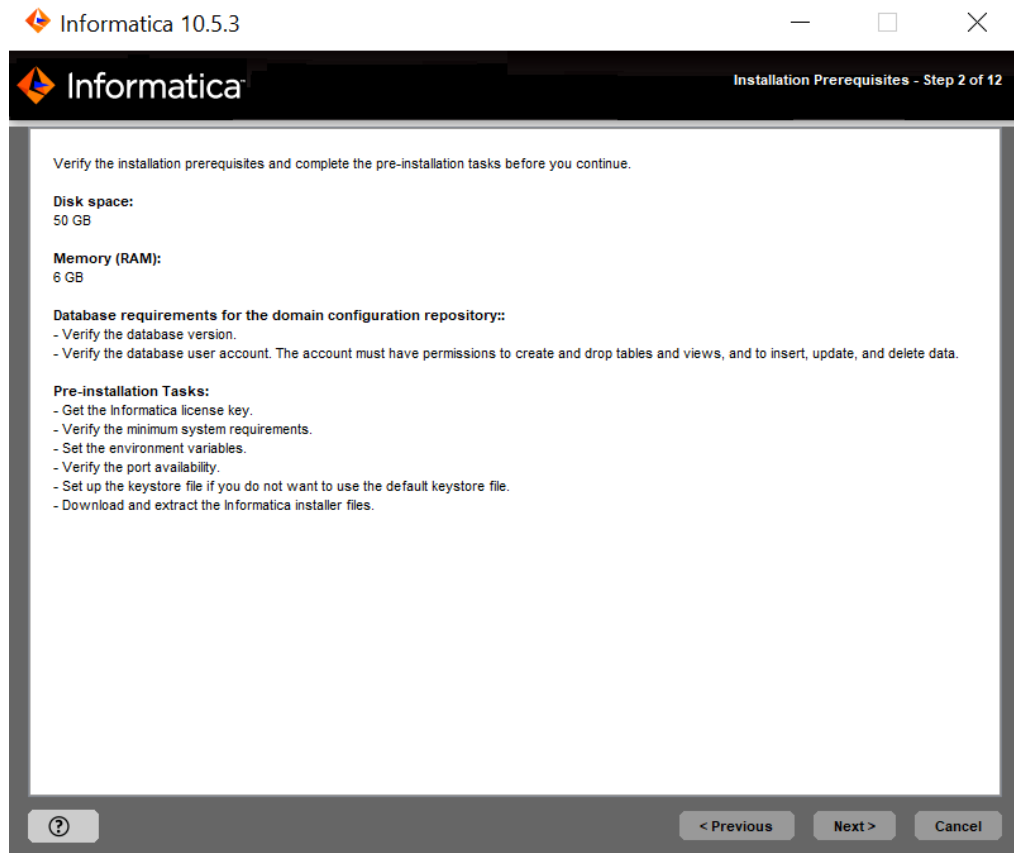 Informatica 10.5.3
Informatica
Installation Prerequisites - Step 2 of 12
Verify the installation prerequisites and complete the pre-installation tasks before you continue.
Disk space:
50 GB
Memory (RAM):
6 GB
Database requirements for the domain configuration repository::
- Verify the database version.
- Verify the database user account. The account must have permissions to create and drop tables and views, and to insert, update, and delete data.
Pre-installation Tasks:
- Get the Informatica license key.
- Verify the minimum system requirements.
- Set the environment variables.
- Verify the port availability.
- Set up the keystore file if you do not want to use the default keystore file.
- Download and extract the Informatica installer files.
?
< Previous
Next >
Cancel